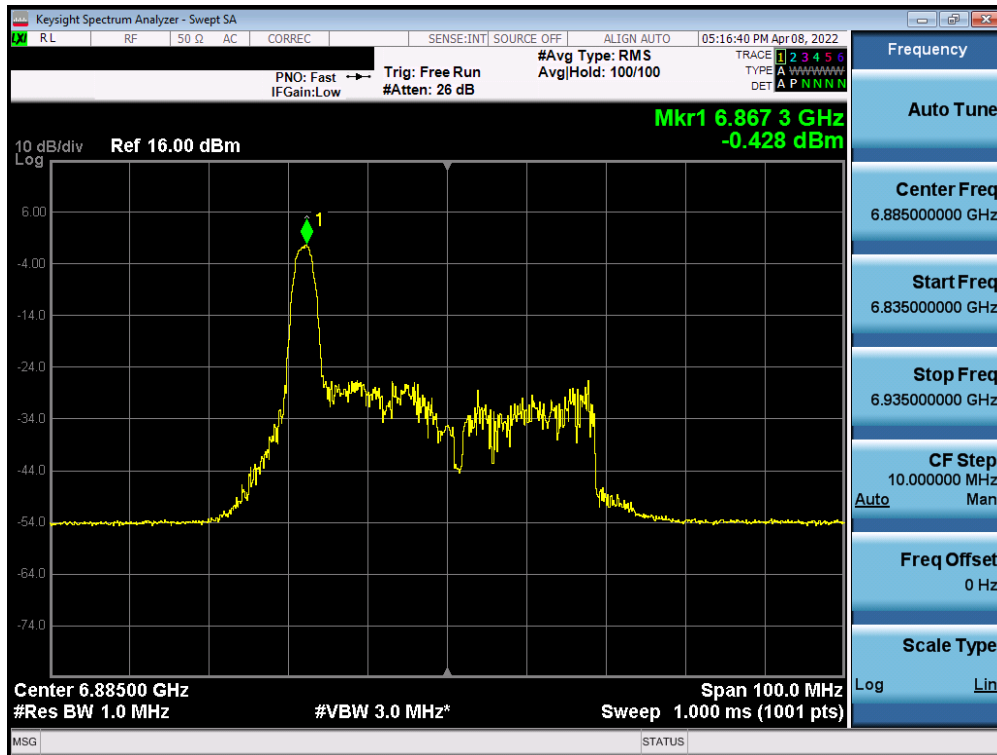 Keysight Spectrum Analyzer - Swept SA
LXI RL RF 50 Ω AC CORREC SENSE:INT SOURCE OFF ALIGN AUTO 05:16:40 PM Apr 08, 2022
PNO: Fast Trig: Free Run #Avg Type: RMS TRACE 1 2 3 4 5 6
IFGain:Low #Atten: 26 dB Avg|Hold: 100/100 TYPE A WWWWW
DET A P N N N N
Mkr1 6.867 3 GHz
-0.428 dBm
10 dB/div Ref 16.00 dBm
Log
1
6.00
-4.00
-14.0
-24.0
-34.0
-44.0
-54.0
-64.0
-74.0
Center 6.88500 GHz Span 100.0 MHz
#Res BW 1.0 MHz #VBW 3.0 MHz* Sweep 1.000 ms (1001 pts)
MSG STATUS
Frequency
Auto Tune
Center Freq
6.885000000 GHz
Start Freq
6.835000000 GHz
Stop Freq
6.935000000 GHz
CF Step
10.000000 MHz
Auto Man
Freq Offset
0 Hz
Scale Type
Log Lin